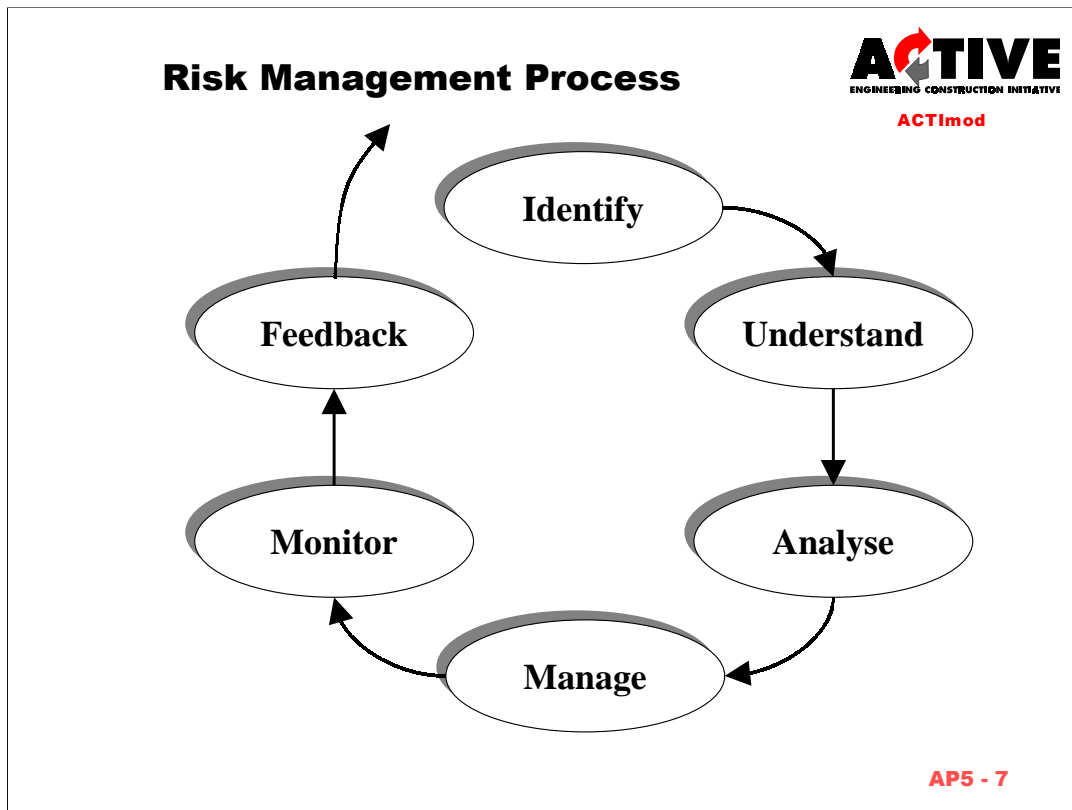 Risk Management Process
ACTIVE
ENGINEERING CONSTRUCTION INITIATIVE
ACTImod
Identify
Understand
Analyse
Manage
Monitor
Feedback
AP5 - 7